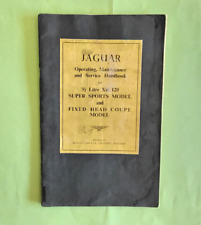 JAGUAR
Operating, Maintenance
and Service Handbook
for
3½ Litre XK 120
SUPER SPORTS MODEL
and
FIXED HEAD COUPE
MODEL